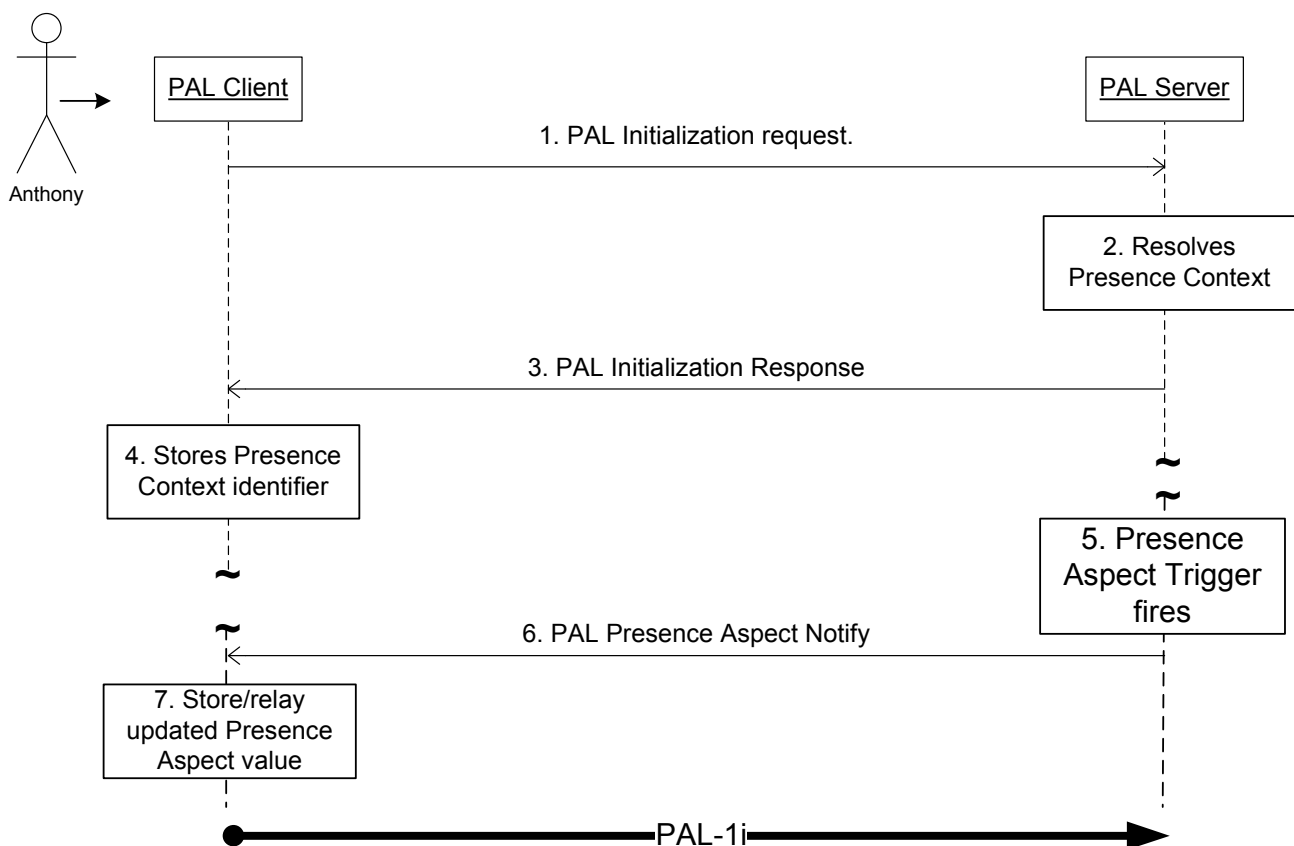 PAL Client
PAL Server
Anthony
1. PAL Initialization request.
2. Resolves
Presence Context
3. PAL Initialization Response
4. Stores Presence
Context identifier
5. Presence
Aspect Trigger
fires
6. PAL Presence Aspect Notify
7. Store/relay
updated Presence
Aspect value
PAL-1i